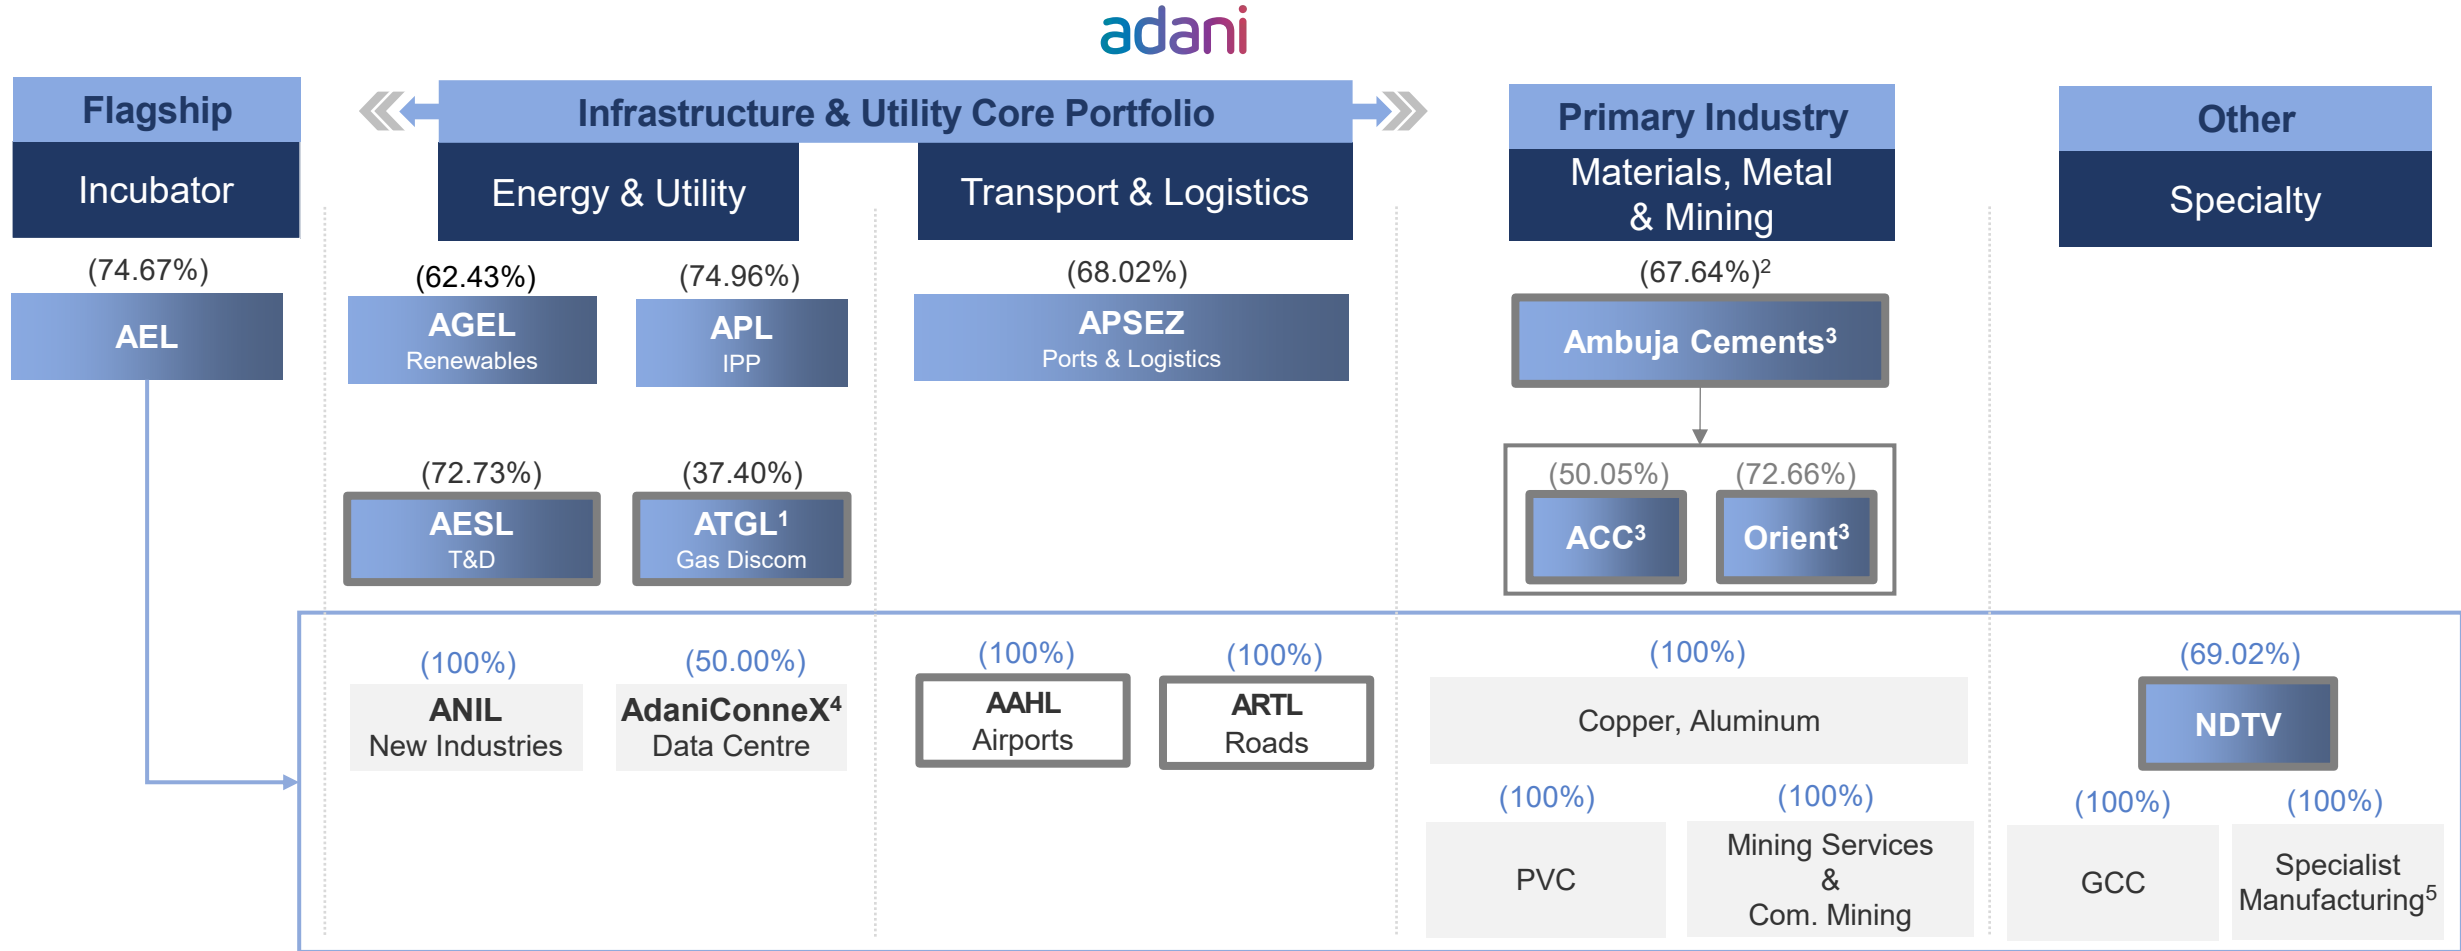 adani
Flagship
Infrastructure & Utility Core Portfolio
Primary Industry
Other
Incubator
Energy & Utility
Transport & Logistics
Materials, Metal
& Mining
Specialty
(74.67%)
AEL
(62.43%)
AGEL
Renewables
(74.96%)
APL
IPP
(68.02%)
APSEZ
Ports & Logistics
(67.64%)²
Ambuja Cements³
(72.73%)
AESL
T&D
(37.40%)
ATGL¹
Gas Discom
(50.05%)
ACC³
(72.66%)
Orient³
(100%)
ANIL
New Industries
(50.00%)
AdaniConneX⁴
Data Centre
(100%)
AAHL
Airports
(100%)
ARTL
Roads
(100%)
Copper, Aluminum
(69.02%)
NDTV
(100%)
PVC
(100%)
Mining Services
&
Com. Mining
(100%)
GCC
(100%)
Specialist
Manufacturing⁵